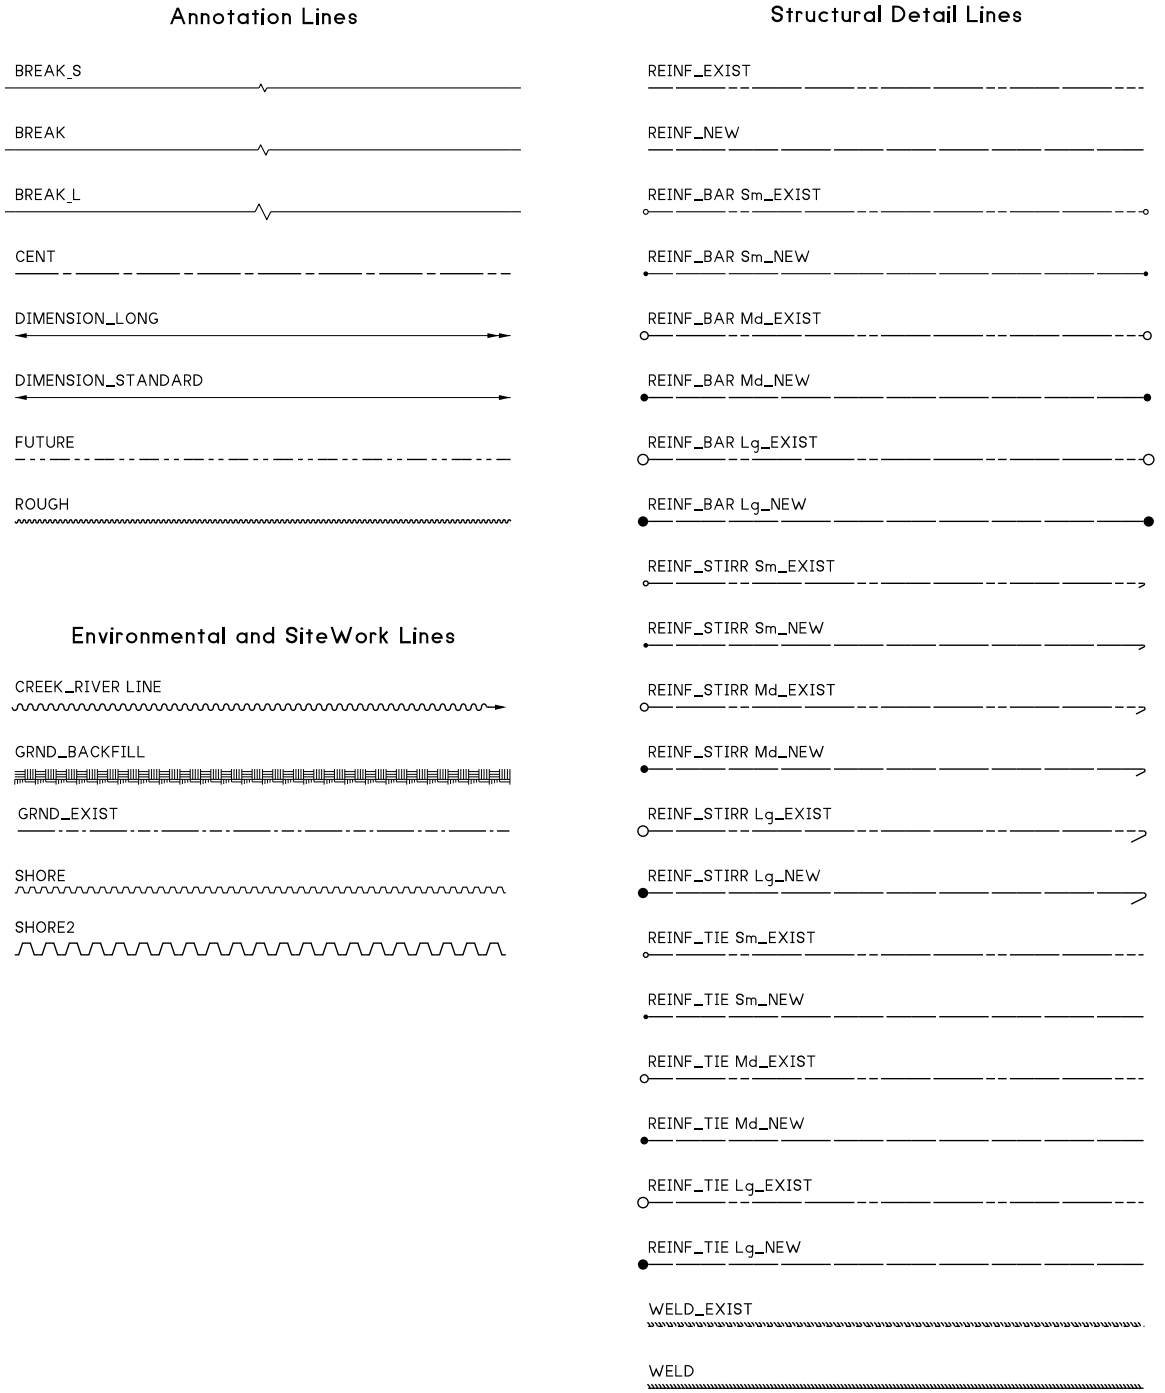 Annotation Lines
BREAK_S
BREAK
BREAK_L
CENT
DIMENSION_LONG
DIMENSION_STANDARD
FUTURE
ROUGH
Environmental and SiteWork Lines
CREEK_RIVER LINE
GRND_BACKFILL
GRND_EXIST
SHORE
SHORE2
Structural Detail Lines
REINF_EXIST
REINF_NEW
REINF_BAR Sm_EXIST
REINF_BAR Sm_NEW
REINF_BAR Md_EXIST
REINF_BAR Md_NEW
REINF_BAR Lg_EXIST
REINF_BAR Lg_NEW
REINF_STIRR Sm_EXIST
REINF_STIRR Sm_NEW
REINF_STIRR Md_EXIST
REINF_STIRR Md_NEW
REINF_STIRR Lg_EXIST
REINF_STIRR Lg_NEW
REINF_TIE Sm_EXIST
REINF_TIE Sm_NEW
REINF_TIE Md_EXIST
REINF_TIE Md_NEW
REINF_TIE Lg_EXIST
REINF_TIE Lg_NEW
WELD_EXIST
WELD